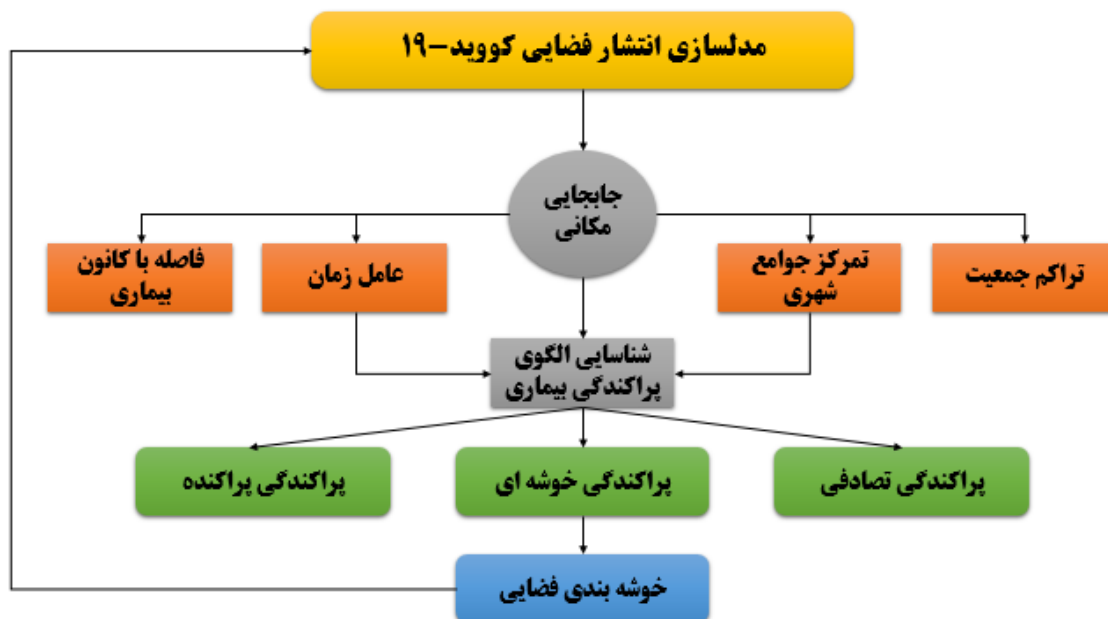 مدلسازی انتشار فضایی کووید-۱۹
جابجایی
مکانی
تراکم جمعیت
تمرکز جوامع
شهری
عامل زمان
فاصله با کانون
بیماری
شناسایی الگوی
پراکندگی بیماری
پراکندگی تصادفی
پراکندگی خوشه ای
پراکندگی پراکنده
خوشه بندی فضایی